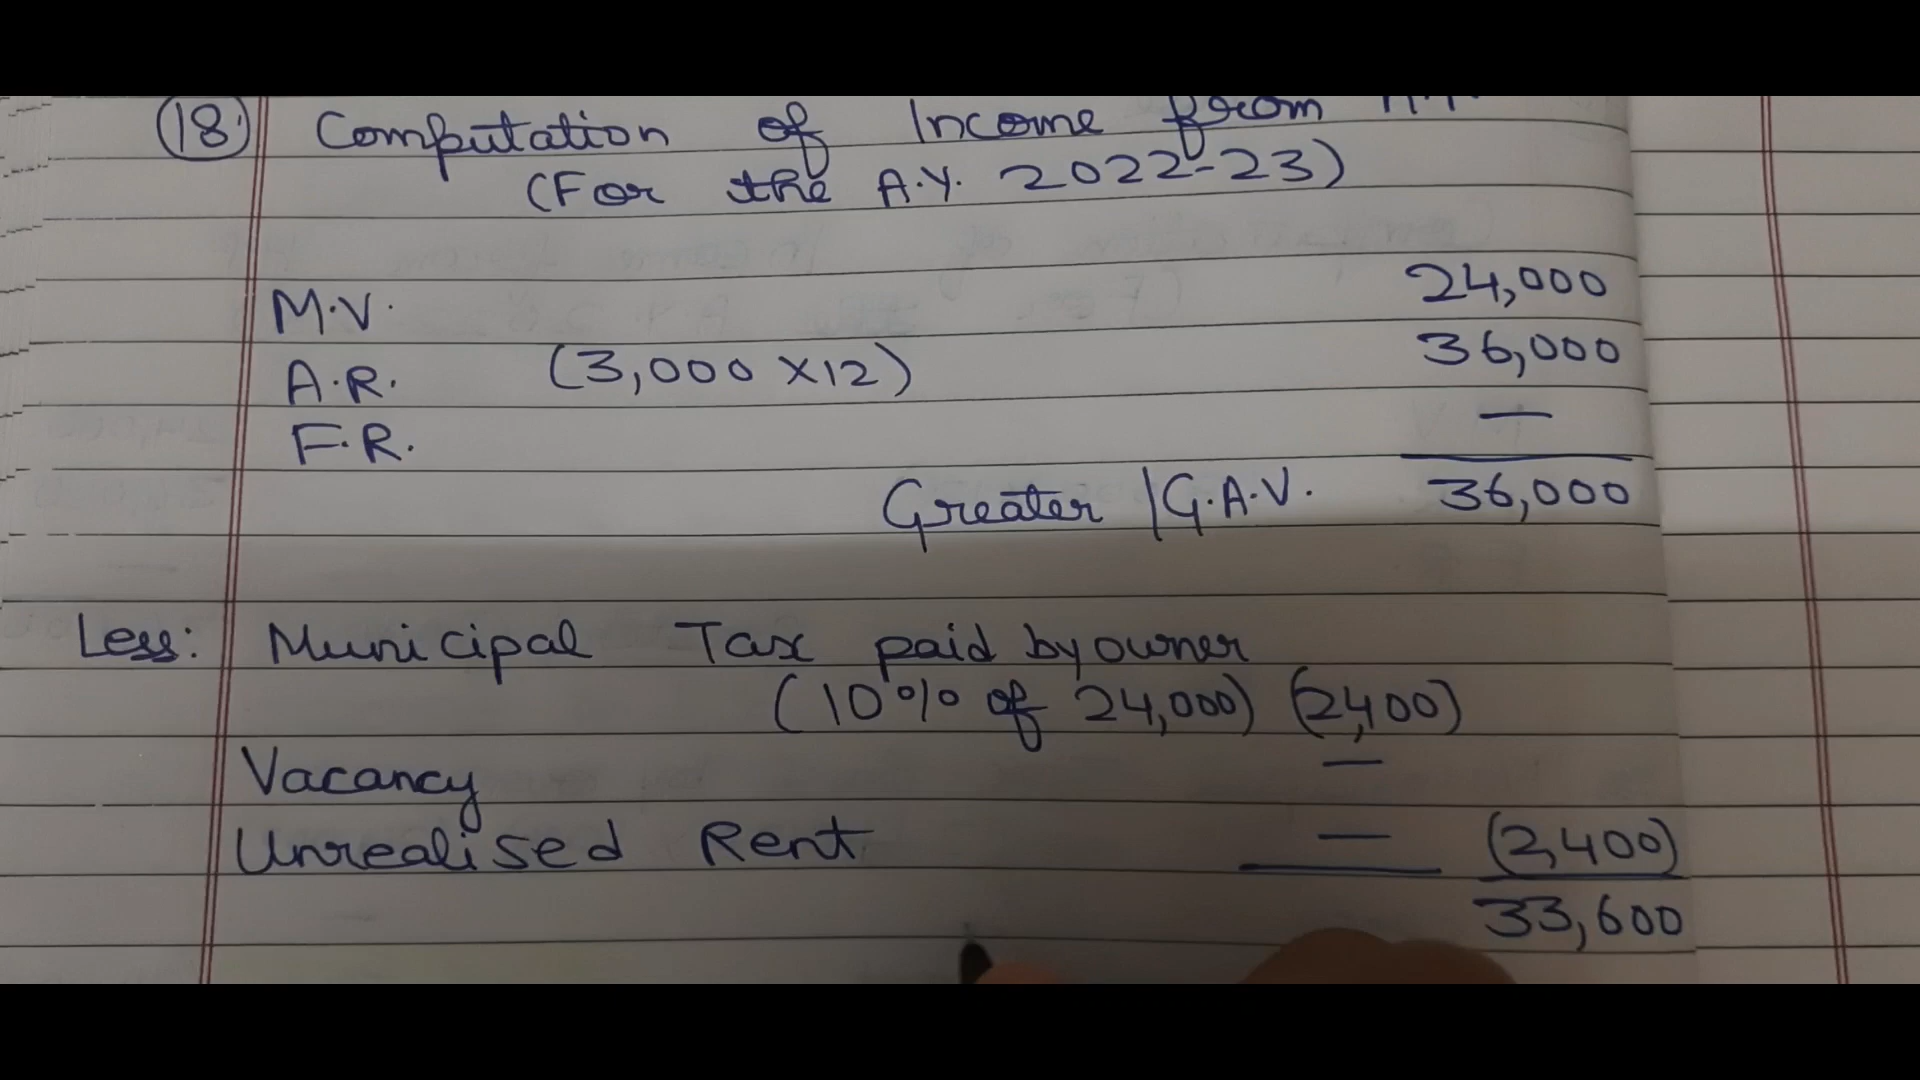 18. Computation of Income from
(For the A.Y. 2022-23)
M.V. 24,000
A.R. (3,000 X12) 36,000
F.R. —
Greater /G.A.V. 36,000
Less: Municipal Tax paid by owner
(10% of 24,000) (2,400)
Vacancy —
Unrealised Rent — (2,400)
33,600